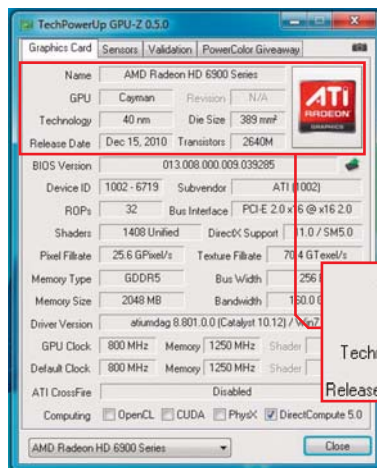 TechPowerUp GPU-Z 0.5.0
Graphics Card Sensors Validation PowerColor Giveaway
Name AMD Radeon HD 6900 Series
GPU Cayman Revision N/A
Technology 40 nm Die Size 389 mm²
Release Date Dec 15, 2010 Transistors 2640M
ATI
RADEON
GRAPHICS
BIOS Version 013.008.000.009.039285
Device ID 1002 - 6719 Subvendor ATI (1002)
ROPs 32 Bus Interface PCI-E 2.0 x16 @ x16 2.0
Shaders 1408 Unified DirectX Support 11.0 / SM5.0
Pixel Fillrate 25.6 GPixel/s Texture Fillrate 70.4 GTexel/s
Memory Type GDDR5 Bus Width 256
Memory Size 2048 MB Bandwidth 160.0 G
Driver Version atiumdag 8.801.0.0 (Catalyst 10.12) / Win7
GPU Clock 800 MHz Memory 1250 MHz Shader
Default Clock 800 MHz Memory 1250 MHz Shader
ATI CrossFire Disabled
Computing OpenCL CUDA PhysX DirectCompute 5.0
AMD Radeon HD 6900 Series Close
Techn
Release